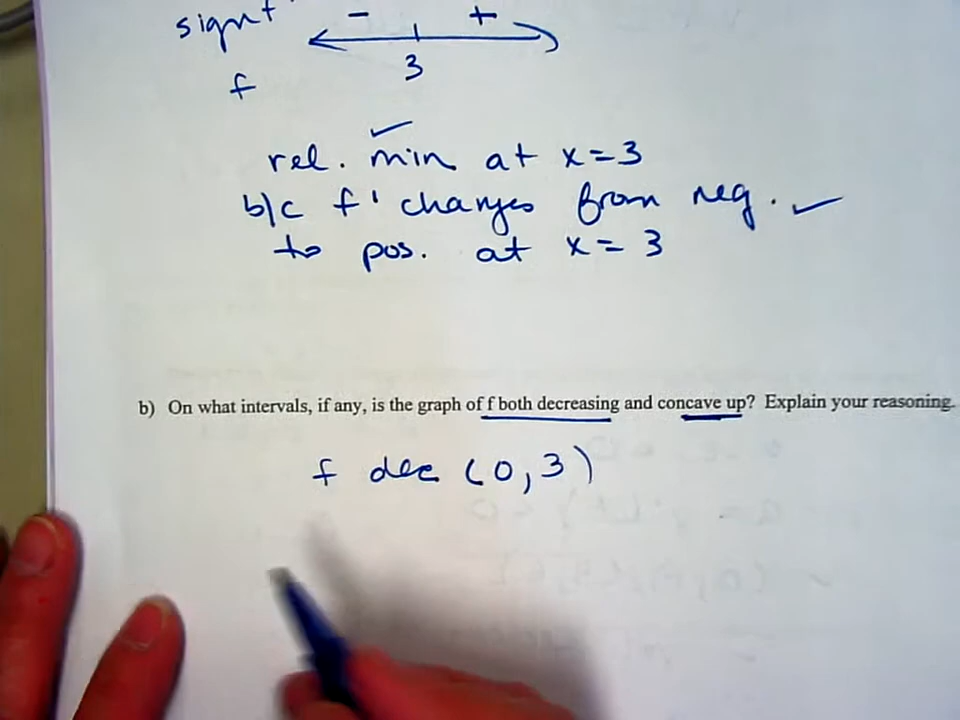 sign f'
- +
3
f
rel. min at x=3
b/c f' changes from neg.
to pos. at x=3
b) On what intervals, if any, is the graph of f both decreasing and concave up? Explain your reasoning.
f dec (0,3)